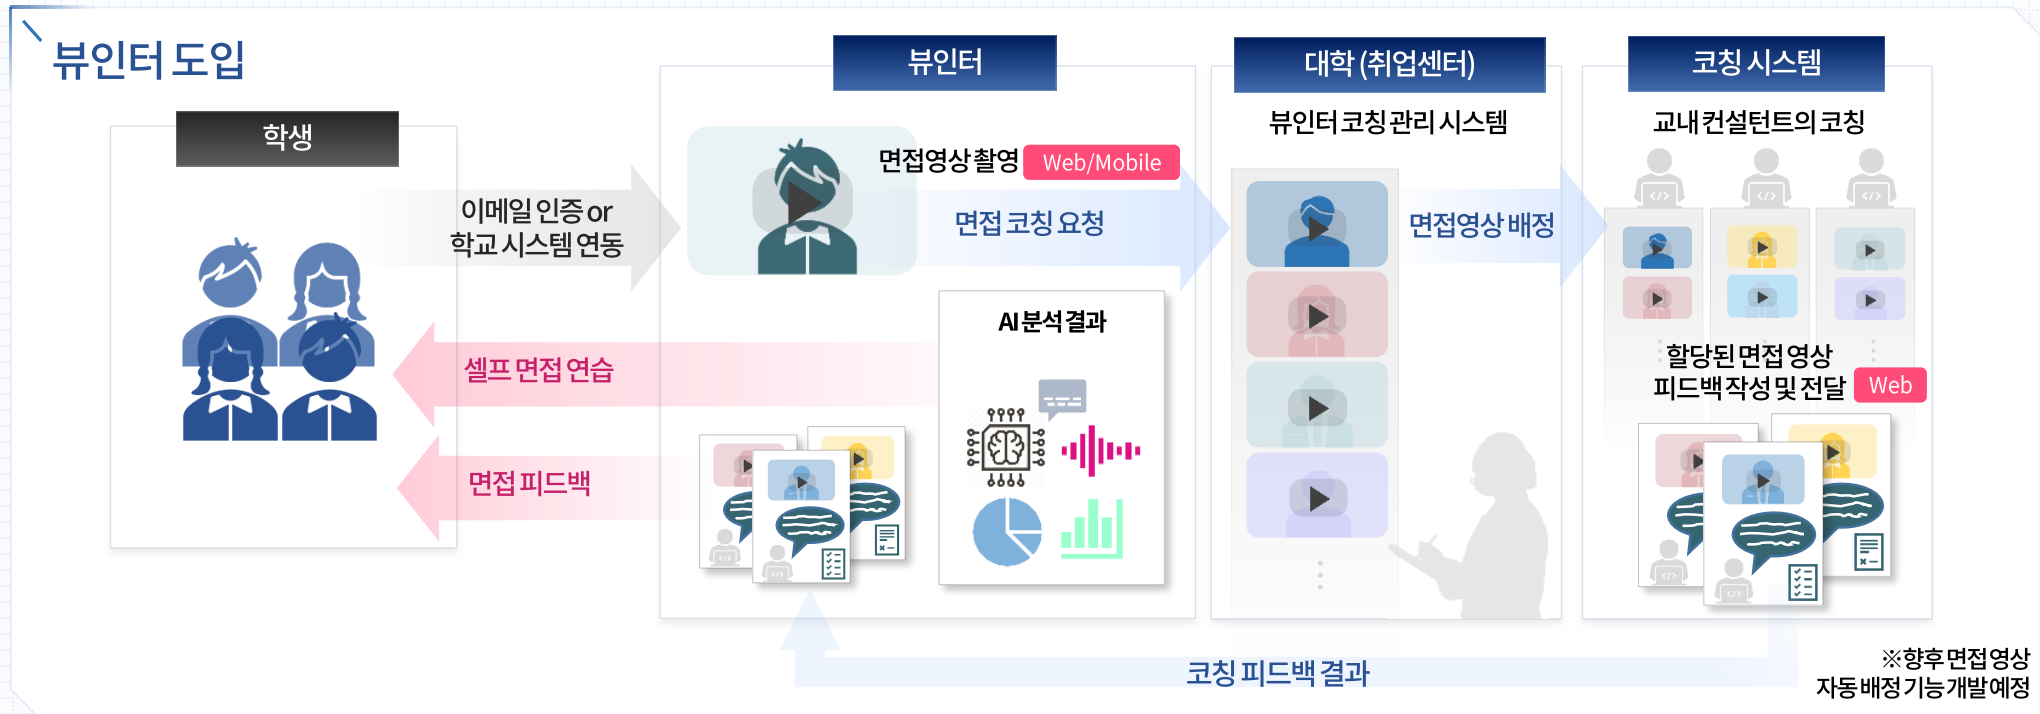 뷰인터 도입
학생
이메일 인증 or
학교 시스템 연동
셀프 면접 연습
면접 피드백
뷰인터
면접영상 촬영 Web/Mobile
면접 코칭 요청
AI 분석 결과
대학 (취업센터)
뷰인터 코칭 관리 시스템
면접영상 배정
코칭 시스템
교내 컨설턴트의 코칭
할당된 면접 영상
피드백 작성 및 전달 Web
코칭 피드백 결과
※향후 면접 영상
자동 배정 기능 개발 예정